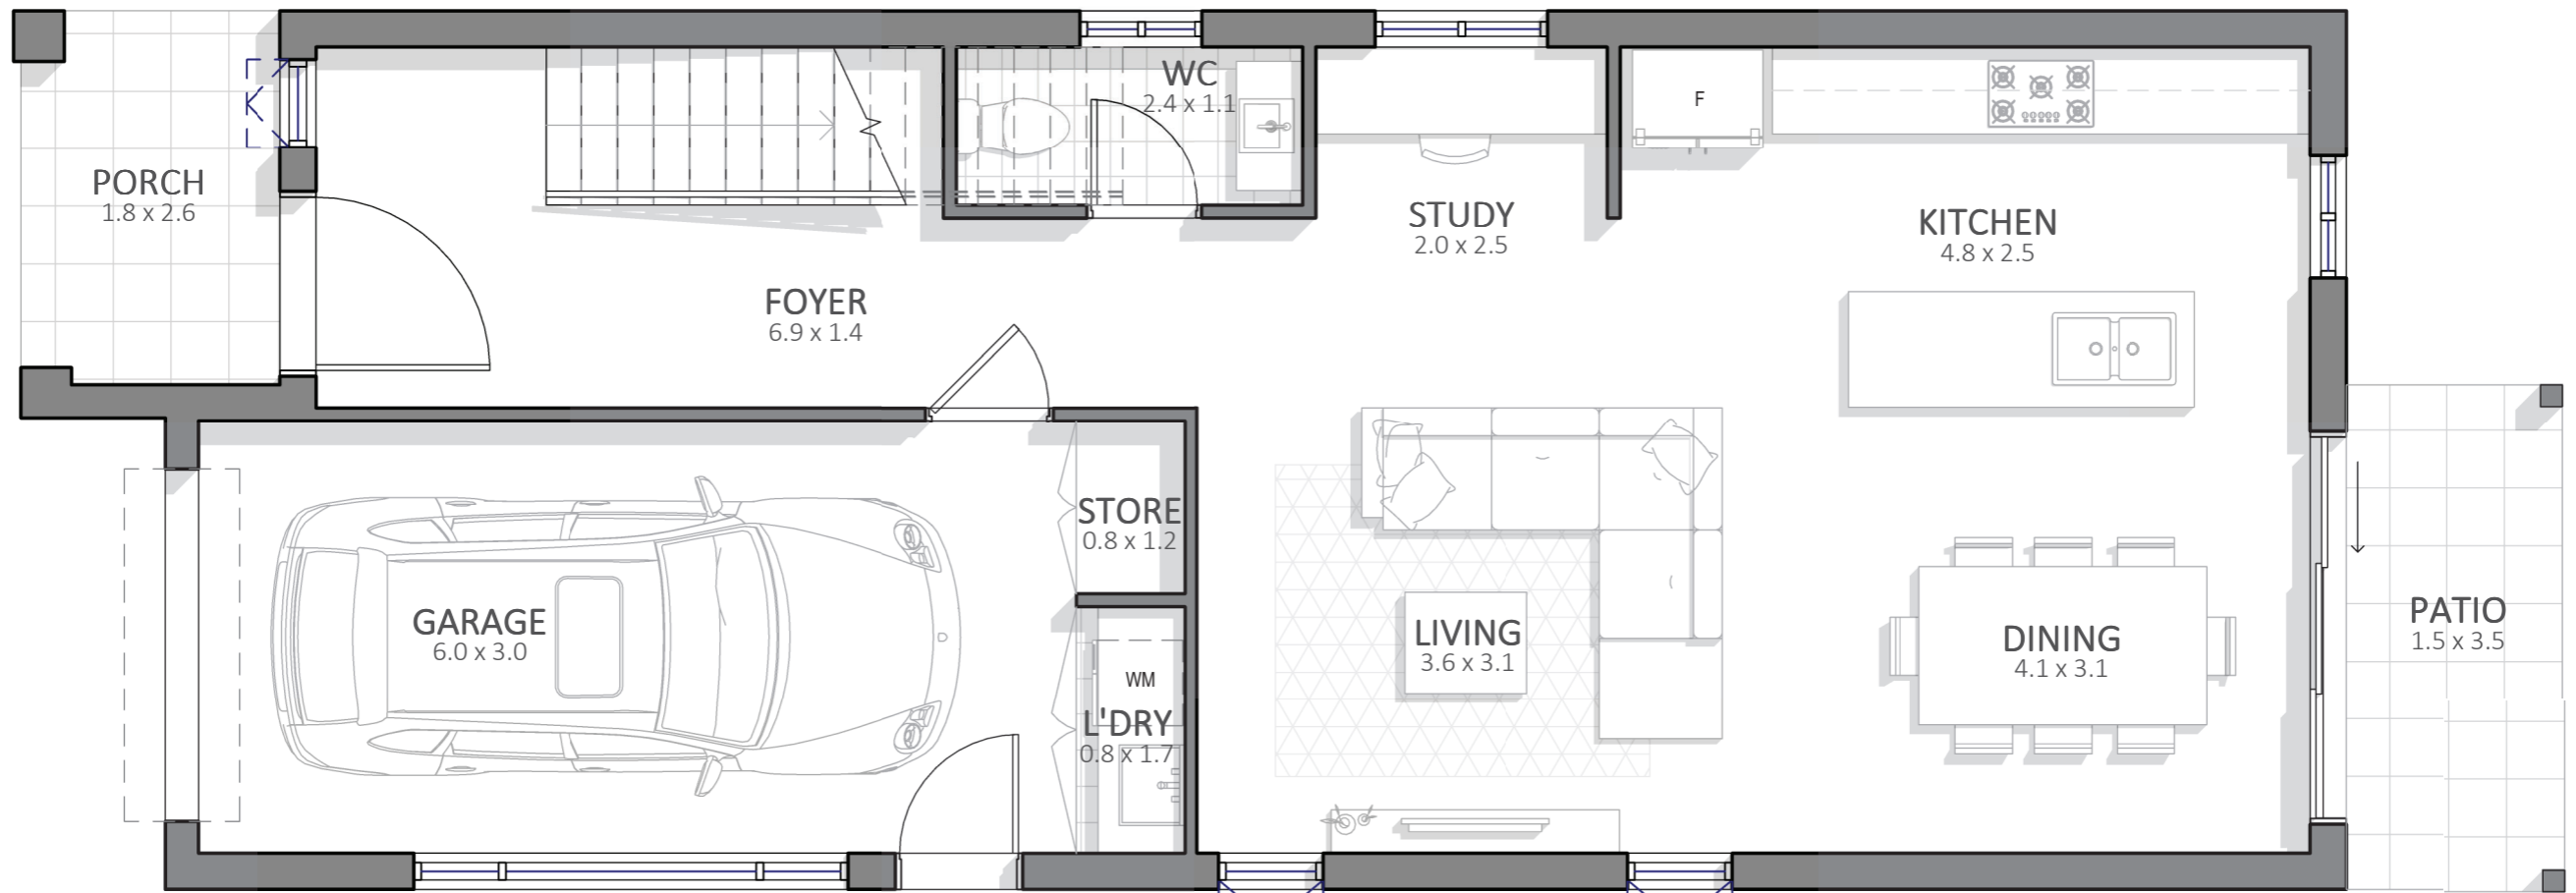 PORCH
1.8 x 2.6
FOYER
6.9 x 1.4
WC
2.4 x 1.1
STUDY
2.0 x 2.5
F
KITCHEN
4.8 x 2.5
GARAGE
6.0 x 3.0
STORE
0.8 x 1.2
WM
L'DRY
0.8 x 1.7
LIVING
3.6 x 3.1
DINING
4.1 x 3.1
PATIO
1.5 x 3.5